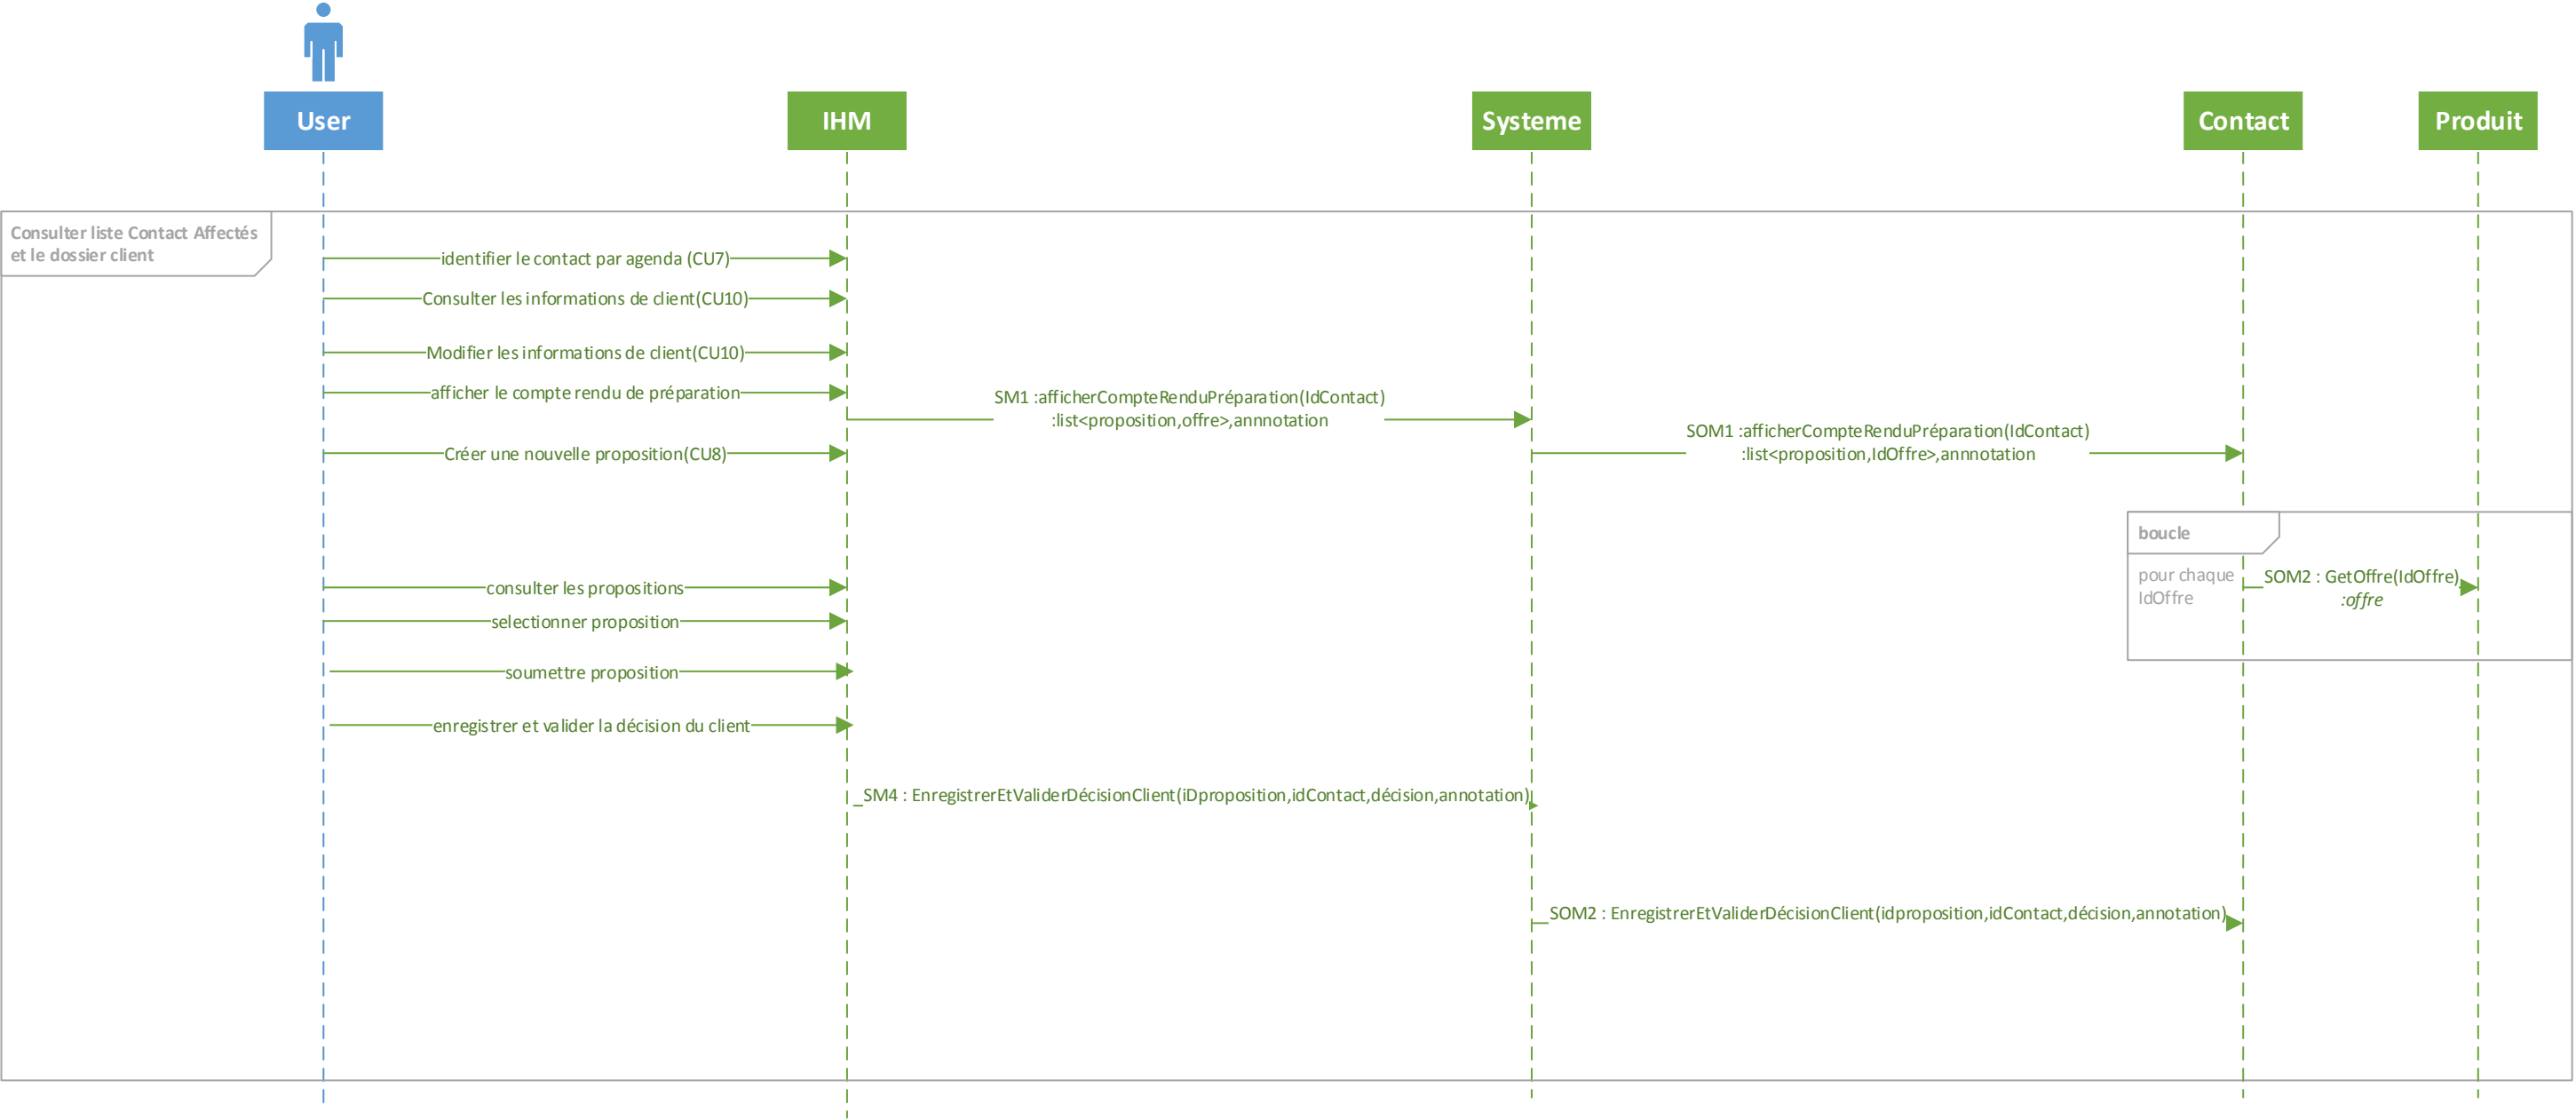 User
IHM
Systeme
Contact
Produit
Consulter liste Contact Affectés
et le dossier client
identifier le contact par agenda (CU7)
Consulter les informations de client(CU10)
Modifier les informations de client(CU10)
afficher le compte rendu de préparation
SM1 :afficherCompteRenduPréparation(IdContact)
:list<proposition,offre>,annnotation
SOM1 :afficherCompteRenduPréparation(IdContact)
:list<proposition,IdOffre>,annnotation
Créer une nouvelle proposition(CU8)
boucle
pour chaque
IdOffre
SOM2 : GetOffre(IdOffre)
:offre
consulter les propositions
selectionner proposition
soumettre proposition
enregistrer et valider la décision du client
SM4 : EnregistrerEtValiderDécisionClient(iDproposition,idContact,décision,annotation)
SOM2 : EnregistrerEtValiderDécisionClient(idproposition,idContact,décision,annotation)